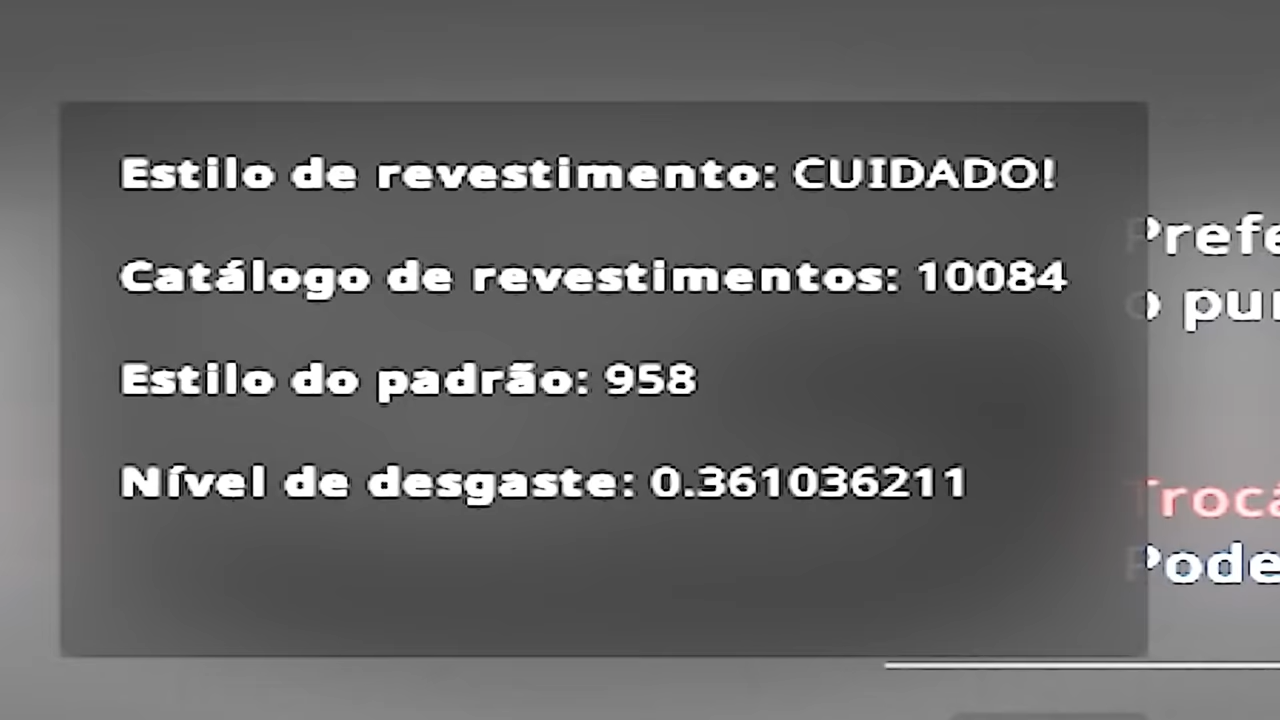 Estilo de revestimento: CUIDADO!
Catálogo de revestimentos: 10084
Estilo do padrão: 958
Nível de desgaste: 0.361036211